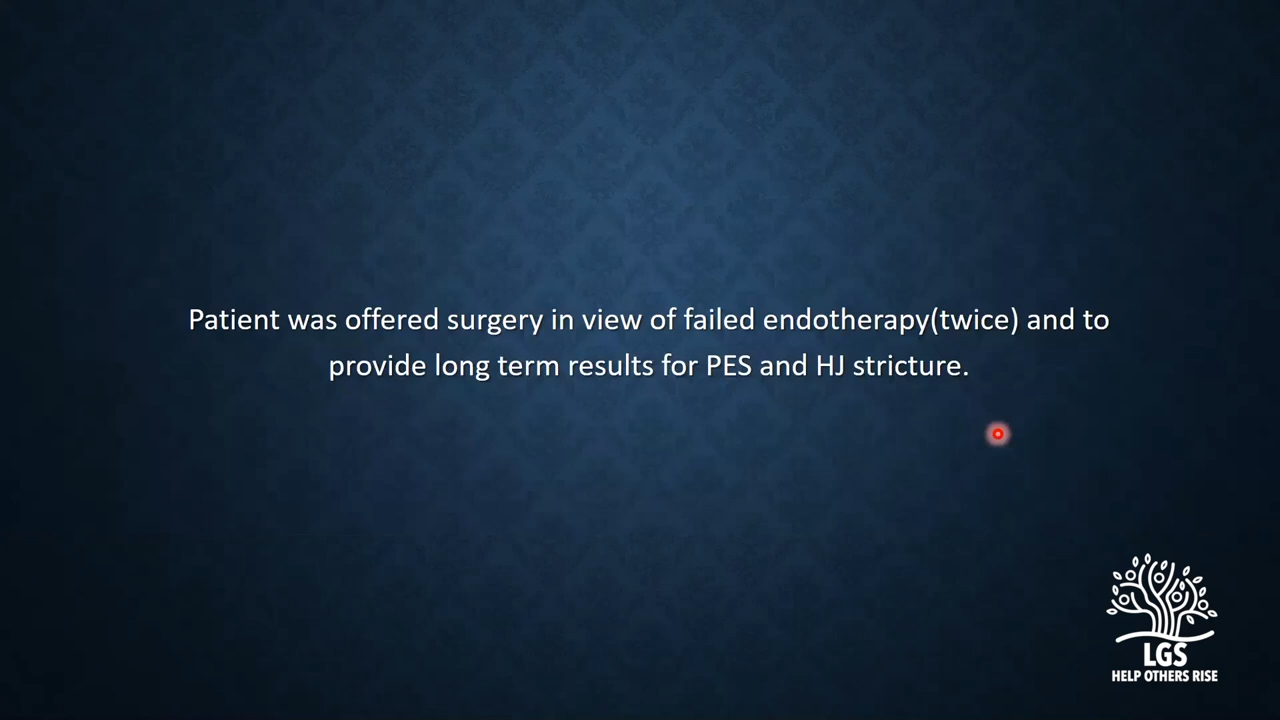 Patient was offered surgery in view of failed endotherapy(twice) and to
provide long term results for PES and HJ stricture.
LGS
HELP OTHERS RISE